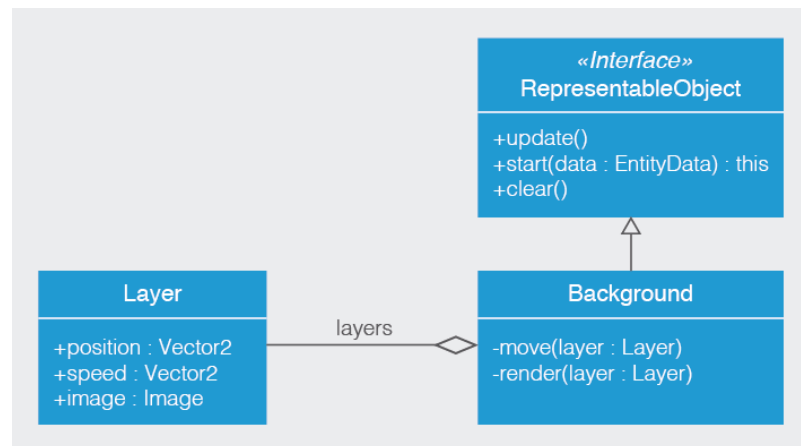 «Interface»
RepresentableObject
+update()
+start(data : EntityData) : this
+clear()
Layer
+position : Vector2
+speed : Vector2
+image : Image
layers
Background
-move(layer : Layer)
-render(layer : Layer)